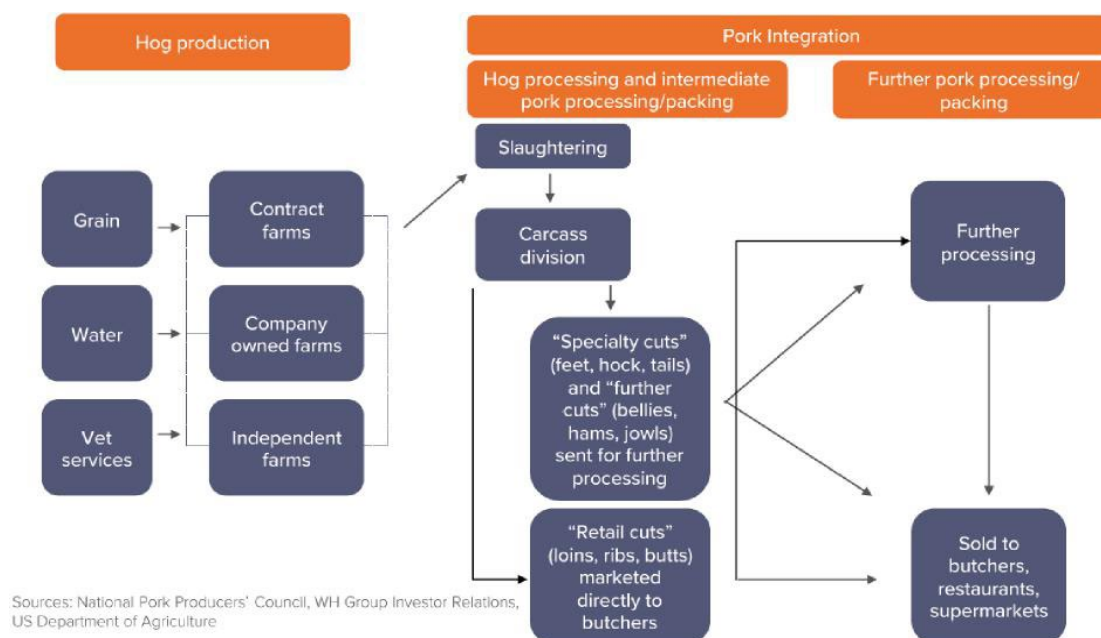 Hog production
Pork Integration
Hog processing and intermediate
pork processing/packing
Further pork processing/
packing
Slaughtering
Grain
Contract
farms
Carcass
division
Further
processing
Water
Company
owned farms
“Specialty cuts”
(feet, hock, tails)
and “further
cuts” (bellies,
hams, jowls)
sent for further
processing
Vet
services
Independent
farms
“Retail cuts”
(loins, ribs, butts)
marketed
directly to
butchers
Sold to
butchers,
restaurants,
supermarkets
Sources: National Pork Producers’ Council, WH Group Investor Relations,
US Department of Agriculture